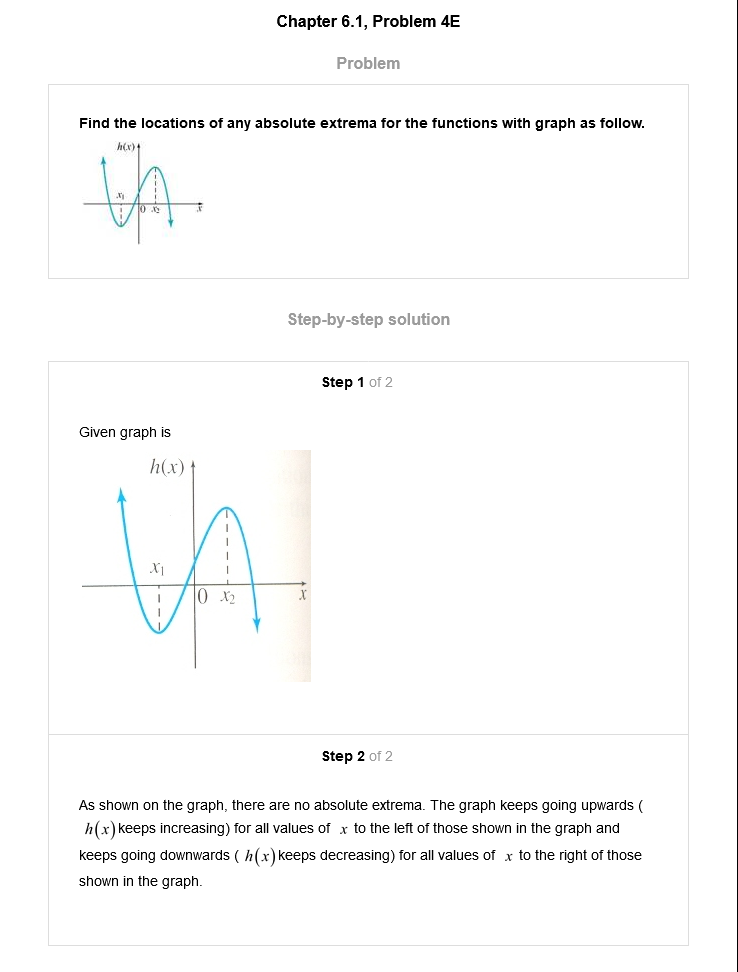 Chapter 6.1, Problem 4E
Problem
Find the locations of any absolute extrema for the functions with graph as follow.
h(x)
x₁
0 x₂
x
Step-by-step solution
Step 1 of 2
Given graph is
h(x)
x₁
0 x₂
x
Step 2 of 2
As shown on the graph, there are no absolute extrema. The graph keeps going upwards (
h(x) keeps increasing) for all values of x to the left of those shown in the graph and
keeps going downwards ( h(x) keeps decreasing) for all values of x to the right of those
shown in the graph.